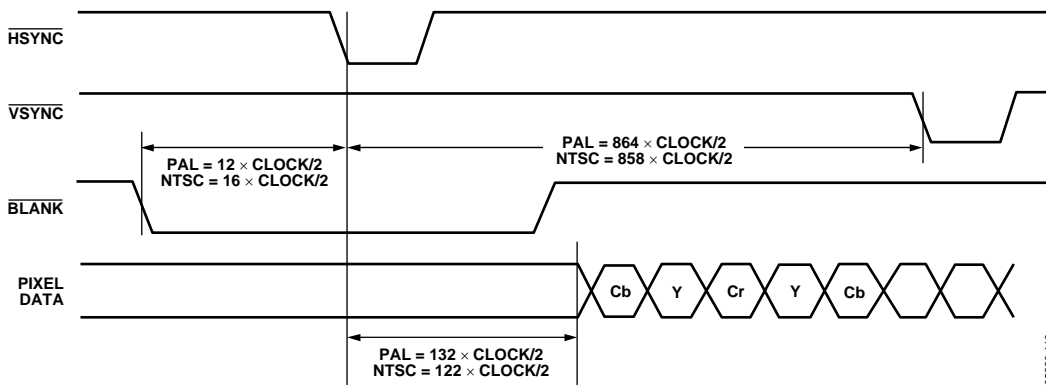 HSYNC
VSYNC
PAL = 864 × CLOCK/2
NTSC = 858 × CLOCK/2
PAL = 12 × CLOCK/2
NTSC = 16 × CLOCK/2
BLANK
PIXEL
DATA
Cb Y Cr Y Cb
PAL = 132 × CLOCK/2
NTSC = 122 × CLOCK/2